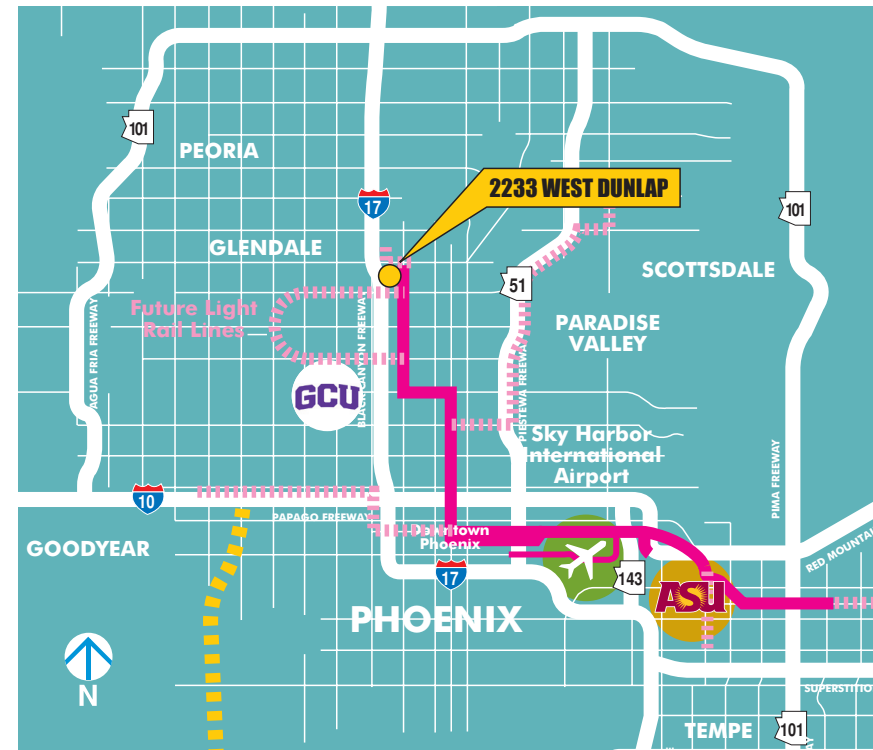 101
PEORIA
2233 WEST DUNLAP
17
101
GLENDALE
SCOTTSDALE
51
Future Light
Rail Lines
PARADISE
VALLEY
AGUA FRIA FREEWAY
BLACK CANYON FREEWAY
PIESTEWA FREEWAY
GCU
Sky Harbor
International
Airport
PIMA FREEWAY
10
PAPAGO FREEWAY
Downtown
Phoenix
GOODYEAR
RED MOUNTAI
17
143
ASU
PHOENIX
N
SUPERSTITIO
TEMPE
101